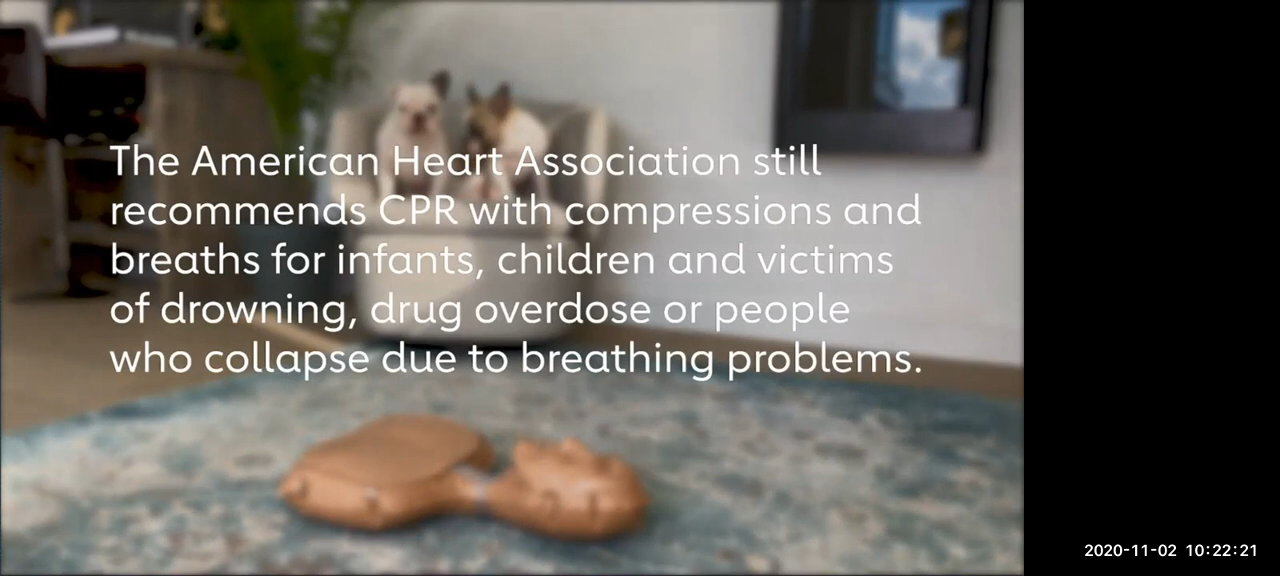 The American Heart Association still
recommends CPR with compressions and
breaths for infants, children and victims
of drowning, drug overdose or people
who collapse due to breathing problems.
2020-11-02 10:22:21